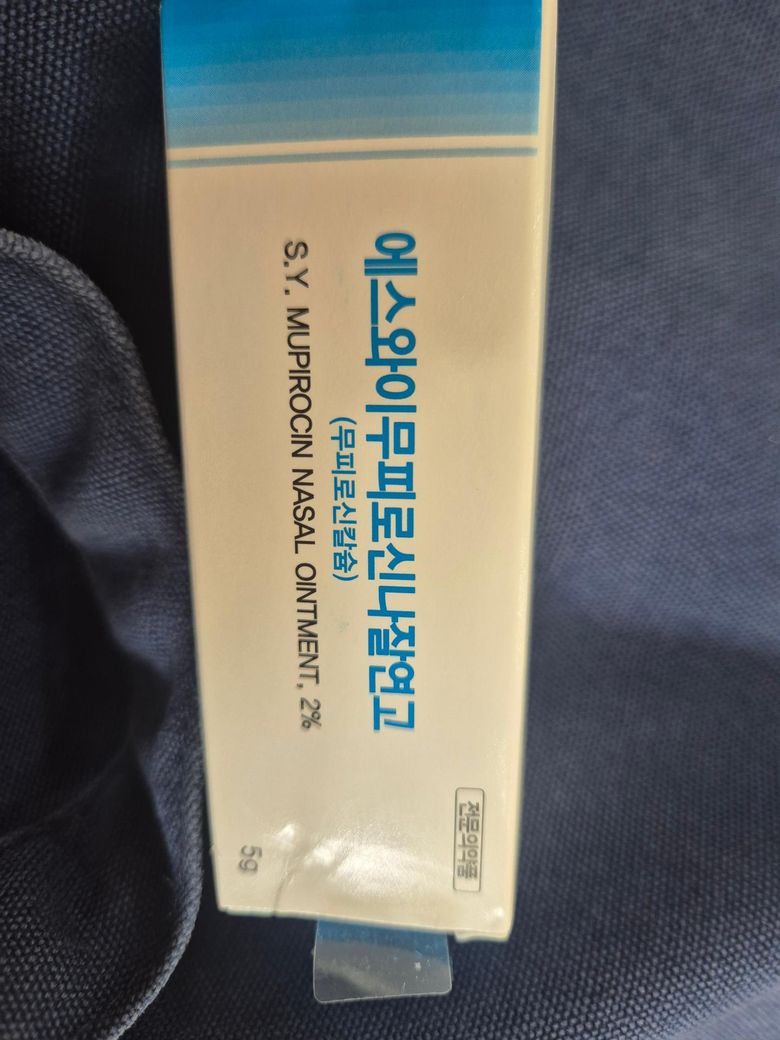 에스와이무피로신나잘연고
(무피로신칼슘)
S.Y. MUPIROCIN NASAL OINTMENT, 2%
전문의약품
5g